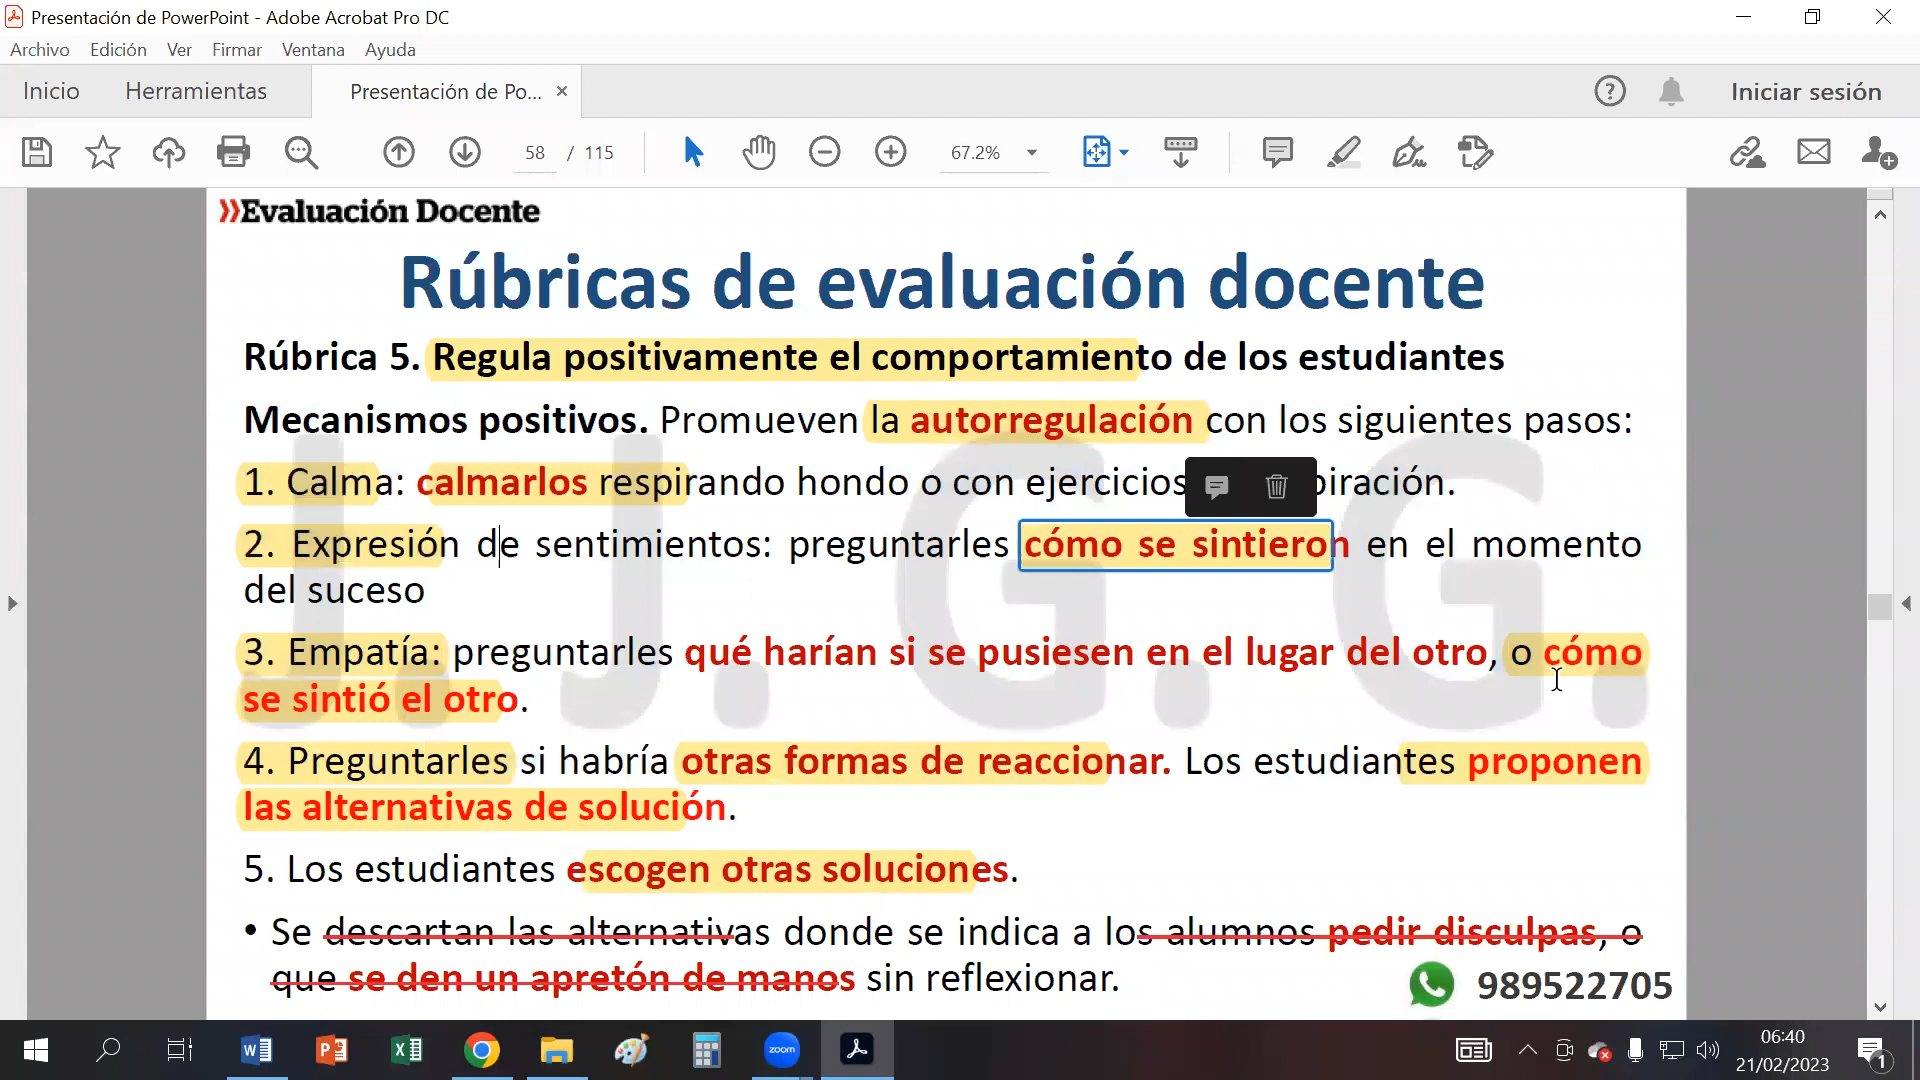 Presentación de PowerPoint - Adobe Acrobat Pro DC
Archivo Edición Ver Firmar Ventana Ayuda
Inicio Herramientas Presentación de Po... × Iniciar sesión
58 / 115 67.2%
Evaluación Docente
Rúbricas de evaluación docente
Rúbrica 5. Regula positivamente el comportamiento de los estudiantes
Mecanismos positivos. Promueven la autorregulación con los siguientes pasos:
1. Calma: calmarlos respirando hondo o con ejercicios piración.
2. Expresión de sentimientos: preguntarles cómo se sintieron en el momento
del suceso
3. Empatía: preguntarles qué harían si se pusiesen en el lugar del otro, o cómo
se sintió el otro.
4. Preguntarles si habría otras formas de reaccionar. Los estudiantes proponen
las alternativas de solución.
5. Los estudiantes escogen otras soluciones.
• Se descartan las alternativas donde se indica a los alumnos pedir disculpas, o
que se den un apretón de manos sin reflexionar.
989522705
J. J. G. G.
zoom
06:40
21/02/2023
1